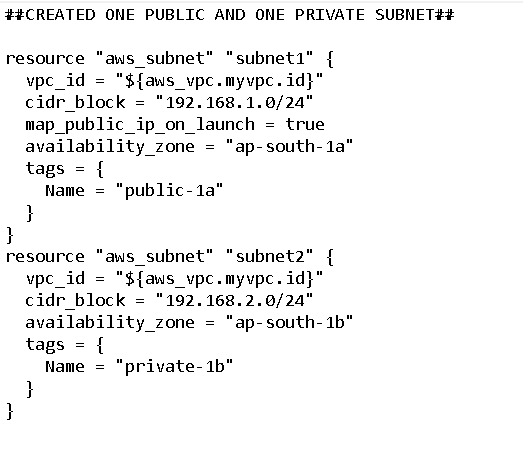 ##CREATED ONE PUBLIC AND ONE PRIVATE SUBNET##
resource "aws_subnet" "subnet1" {
  vpc_id = "${aws_vpc.myvpc.id}"
  cidr_block = "192.168.1.0/24"
  map_public_ip_on_launch = true
  availability_zone = "ap-south-1a"
  tags = {
    Name = "public-1a"
  }
}
resource "aws_subnet" "subnet2" {
  vpc_id = "${aws_vpc.myvpc.id}"
  cidr_block = "192.168.2.0/24"
  availability_zone = "ap-south-1b"
  tags = {
    Name = "private-1b"
  }
}